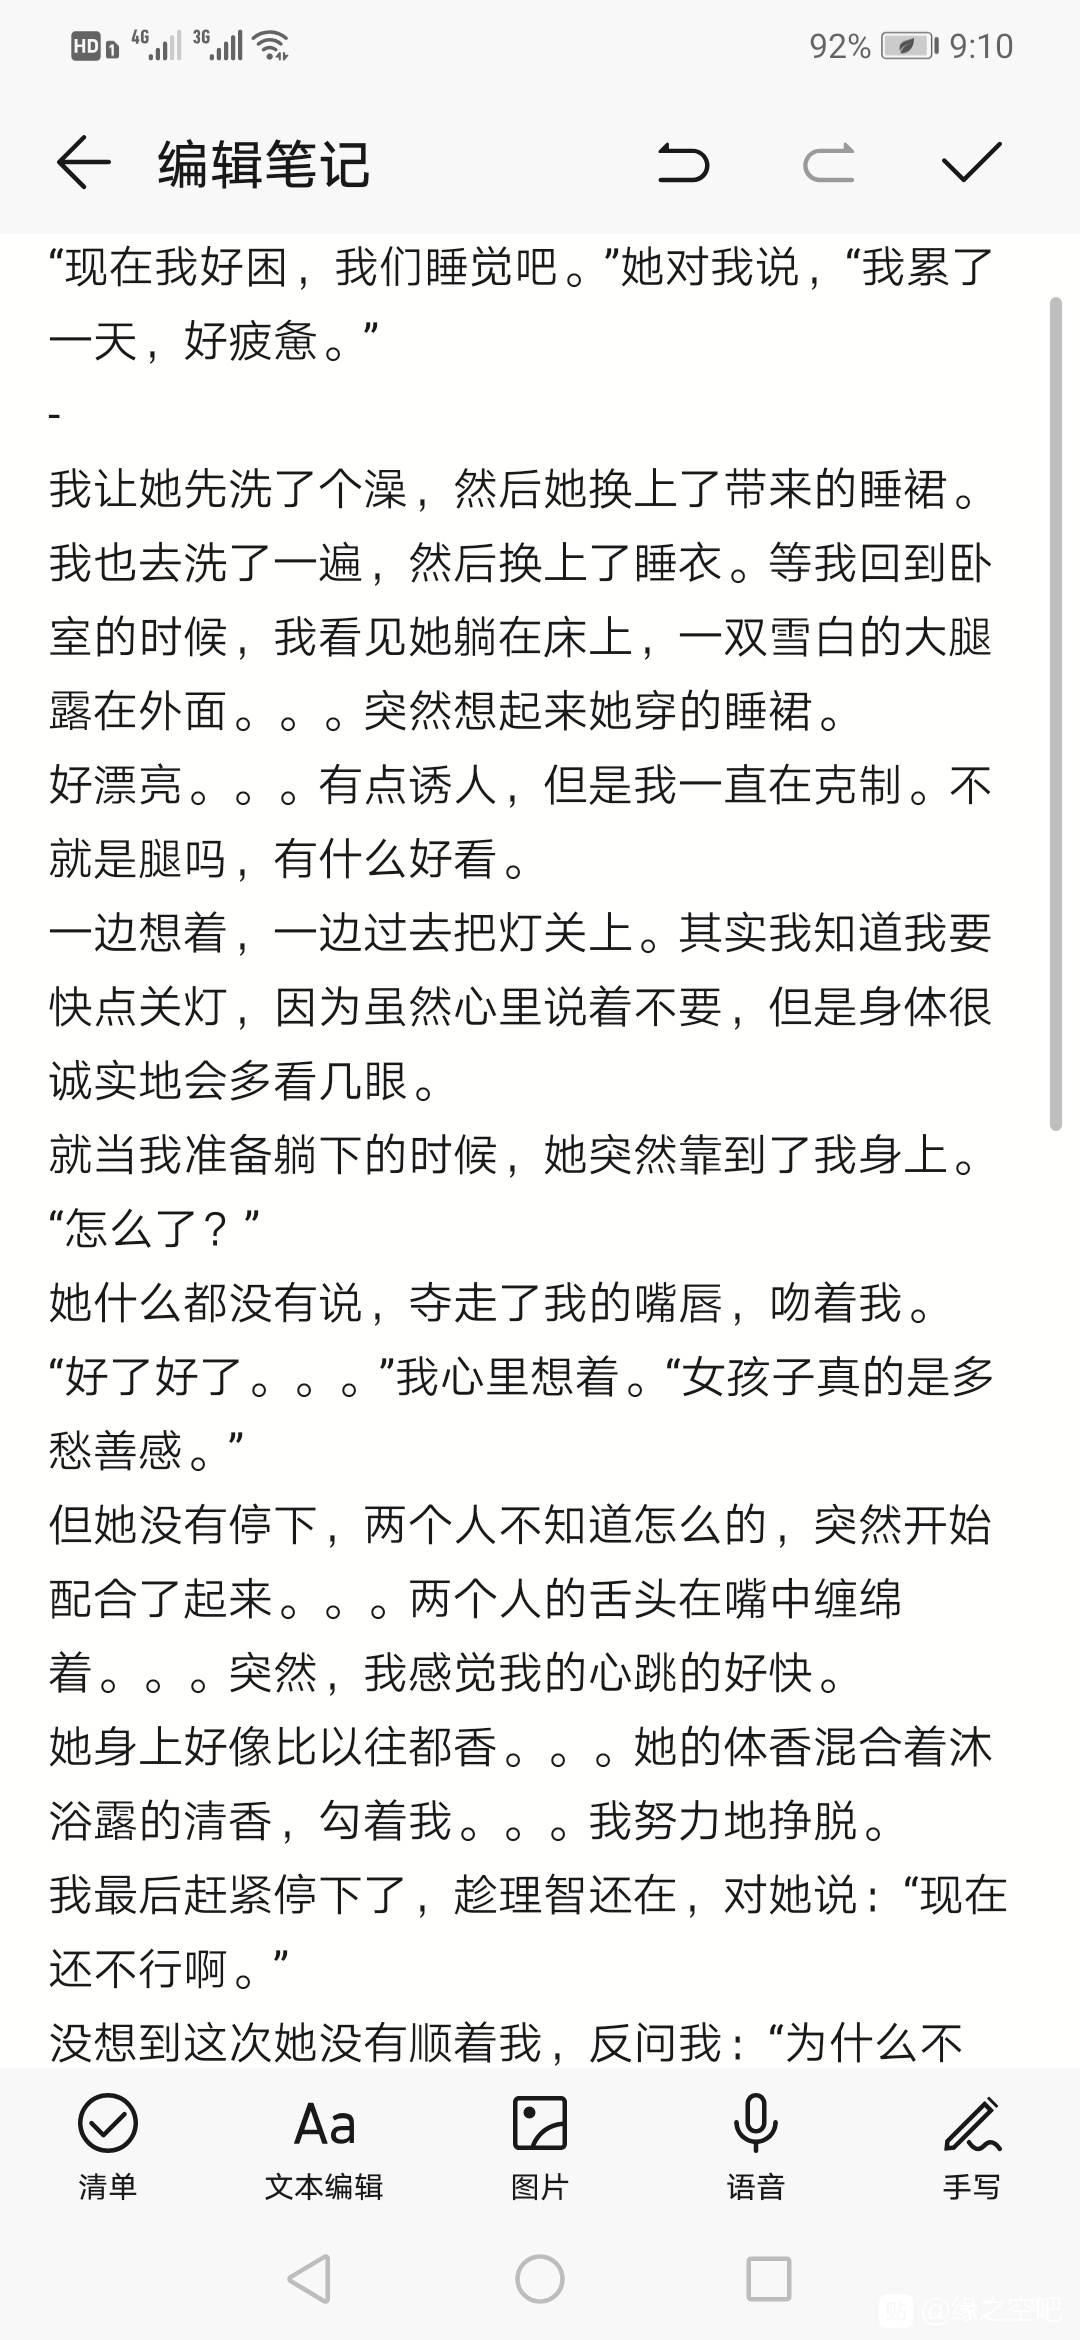 HD 1 4G 3G 92% 9:10
编辑笔记
“现在我好困，我们睡觉吧。”她对我说，“我累了
一天，好疲惫。”
-
我让她先洗了个澡，然后她换上了带来的睡裙。
我也去洗了一遍，然后换上了睡衣。等我回到卧
室的时候，我看见她躺在床上，一双雪白的大腿
露在外面。。。突然想起来她穿的睡裙。
好漂亮。。。有点诱人，但是我一直在克制。不
就是腿吗，有什么好看。
一边想着，一边过去把灯关上。其实我知道我要
快点关灯，因为虽然心里说着不要，但是身体很
诚实地会多看几眼。
就当我准备躺下的时候，她突然靠到了我身上。
“怎么了？”
她什么都没有说，夺走了我的嘴唇，吻着我。
“好了好了。。。”我心里想着。“女孩子真的是多
愁善感。”
但她没有停下，两个人不知道怎么的，突然开始
配合了起来。。。两个人的舌头在嘴中缠绵
着。。。突然，我感觉我的心跳的好快。
她身上好像比以往都香。。。她的体香混合着沐
浴露的清香，勾着我。。。我努力地挣脱。
我最后赶紧停下了，趁理智还在，对她说：“现在
还不行啊。”
没想到这次她没有顺着我，反问我：“为什么不
清单 Aa 文本编辑 图片 语音 手写
贴 @缘之空吧